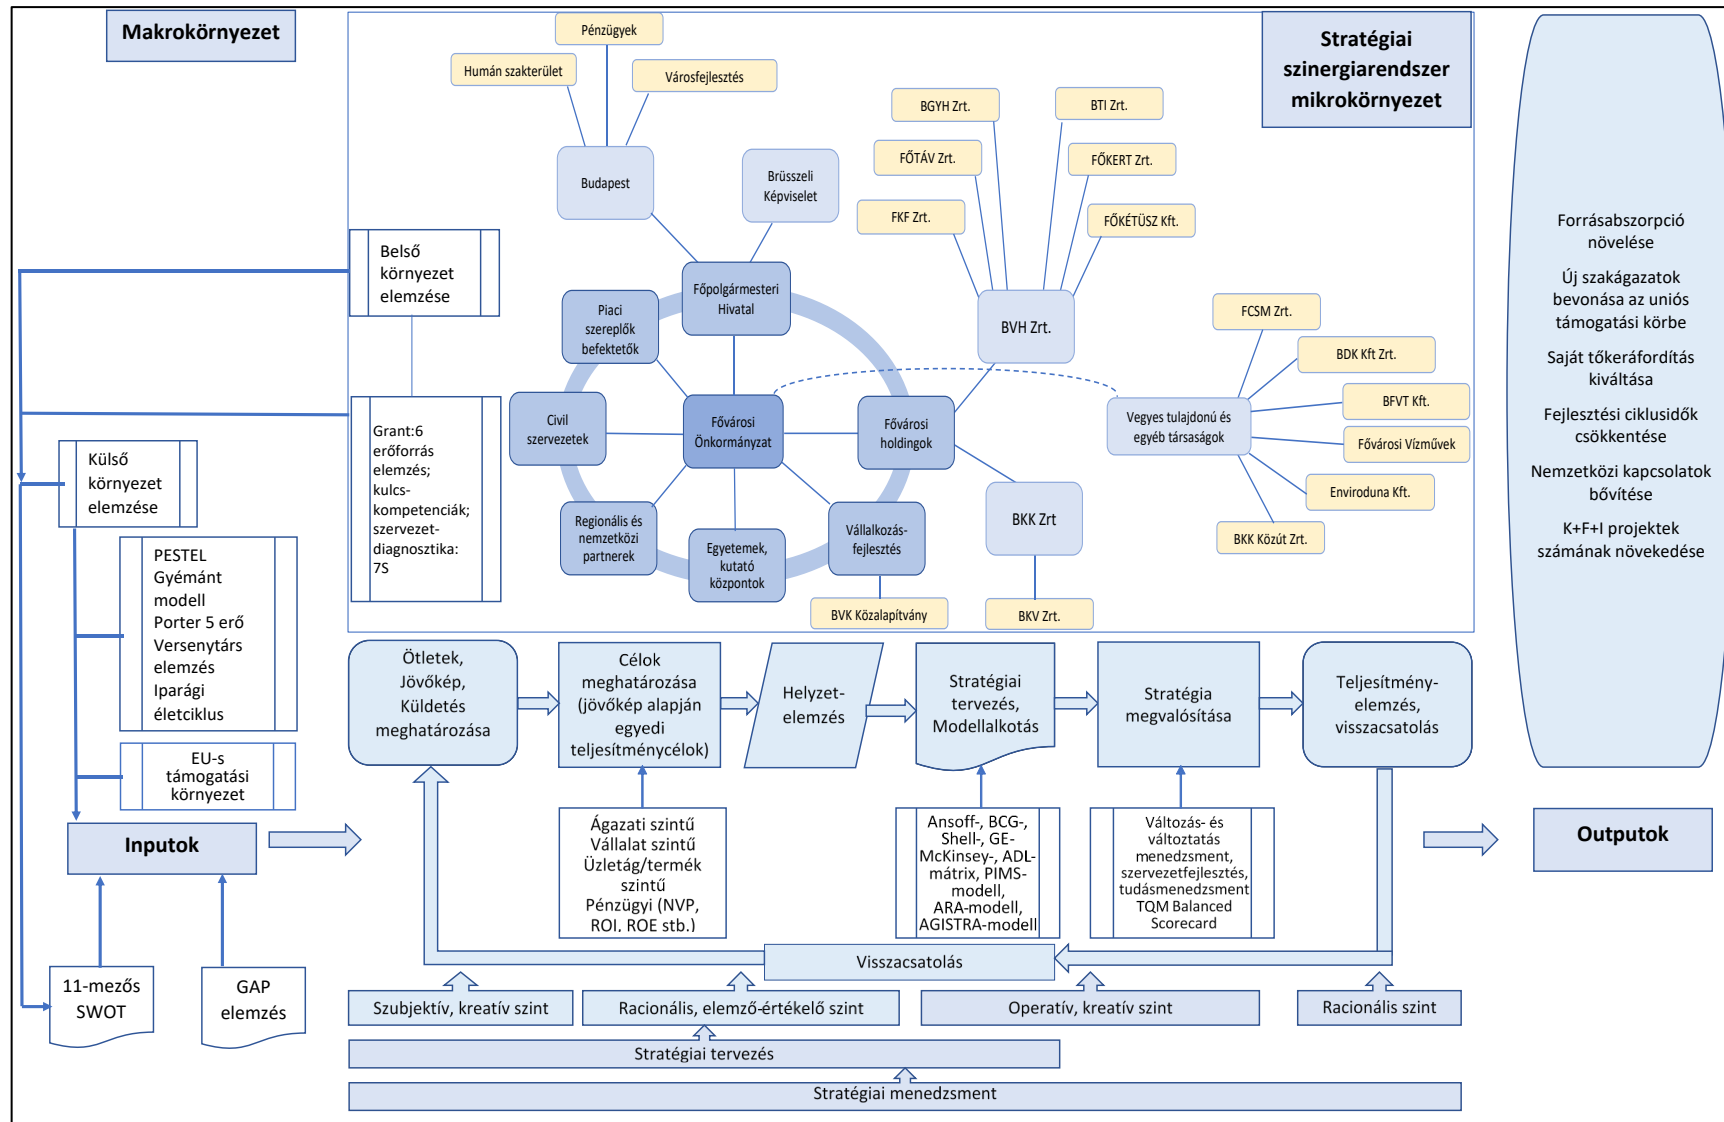 Makrokörnyezet
Stratégiai
szinergiarendszer
mikrokörnyezet
Pénzügyek
Humán szakterület
Városfejlesztés
Budapest
Brüsszeli
Képviselet
BGYH Zrt.
BTI Zrt.
FŐTÁV Zrt.
FŐKERT Zrt.
FKF Zrt.
FŐKÉTÜSZ Kft.
BVH Zrt.
Belső
környezet
elemzése
Főpolgármesteri
Hivatal
Piaci
szereplők
befektetők
Civil
szervezetek
Fővárosi
Önkormányzat
Fővárosi
holdingok
Regionális és
nemzetközi
partnerek
Egyetemek,
kutató
központok
Vállalkozás-
fejlesztés
BVK Közalapítvány
BKK Zrt
BKV Zrt.
Vegyes tulajdonú és
egyéb társaságok
FCSM Zrt.
BDK Kft Zrt.
BFVT Kft.
Fővárosi Vízművek
Enviroduna Kft.
BKK Közút Zrt.
Grant:6
erőforrás
elemzés;
kulcs-
kompetenciák;
szervezet-
diagnosztika:
7S
Külső
környezet
elemzése
PESTEL
Gyémánt
modell
Porter 5 erő
Versenytárs
elemzés
Iparági
életciklus
EU-s
támogatási
környezet
Inputok
11-mezős
SWOT
GAP
elemzés
Ötletek,
Jövőkép,
Küldetés
meghatározása
Célok
meghatározása
(jövőkép alapján
egyedi
teljesítménycélok)
Helyzet-
elemzés
Stratégiai
tervezés,
Modellalkotás
Stratégia
megvalósítása
Teljesítmény-
elemzés,
visszacsatolás
Ágazati szintű
Vállalat szintű
Üzletág/termék
szintű
Pénzügyi (NVP,
ROI, ROE stb.)
Ansoff-, BCG-,
Shell-, GE-
McKinsey-, ADL-
mátrix, PIMS-
modell,
ARA-modell,
AGISTRA-modell
Változás- és
változtatás
menedzsment,
szervezetfejlesztés,
tudásmenedzsment
TQM Balanced
Scorecard
Visszacsatolás
Szubjektív, kreatív szint
Racionális, elemző-értékelő szint
Operatív, kreatív szint
Racionális szint
Stratégiai tervezés
Stratégiai menedzsment
Forrásabszorpció
növelése
Új szakágazatok
bevonása az uniós
támogatási körbe
Saját tőkeráfordítás
kiváltása
Fejlesztési ciklusidők
csökkentése
Nemzetközi kapcsolatok
bővítése
K+F+I projektek
számának növekedése
Outputok